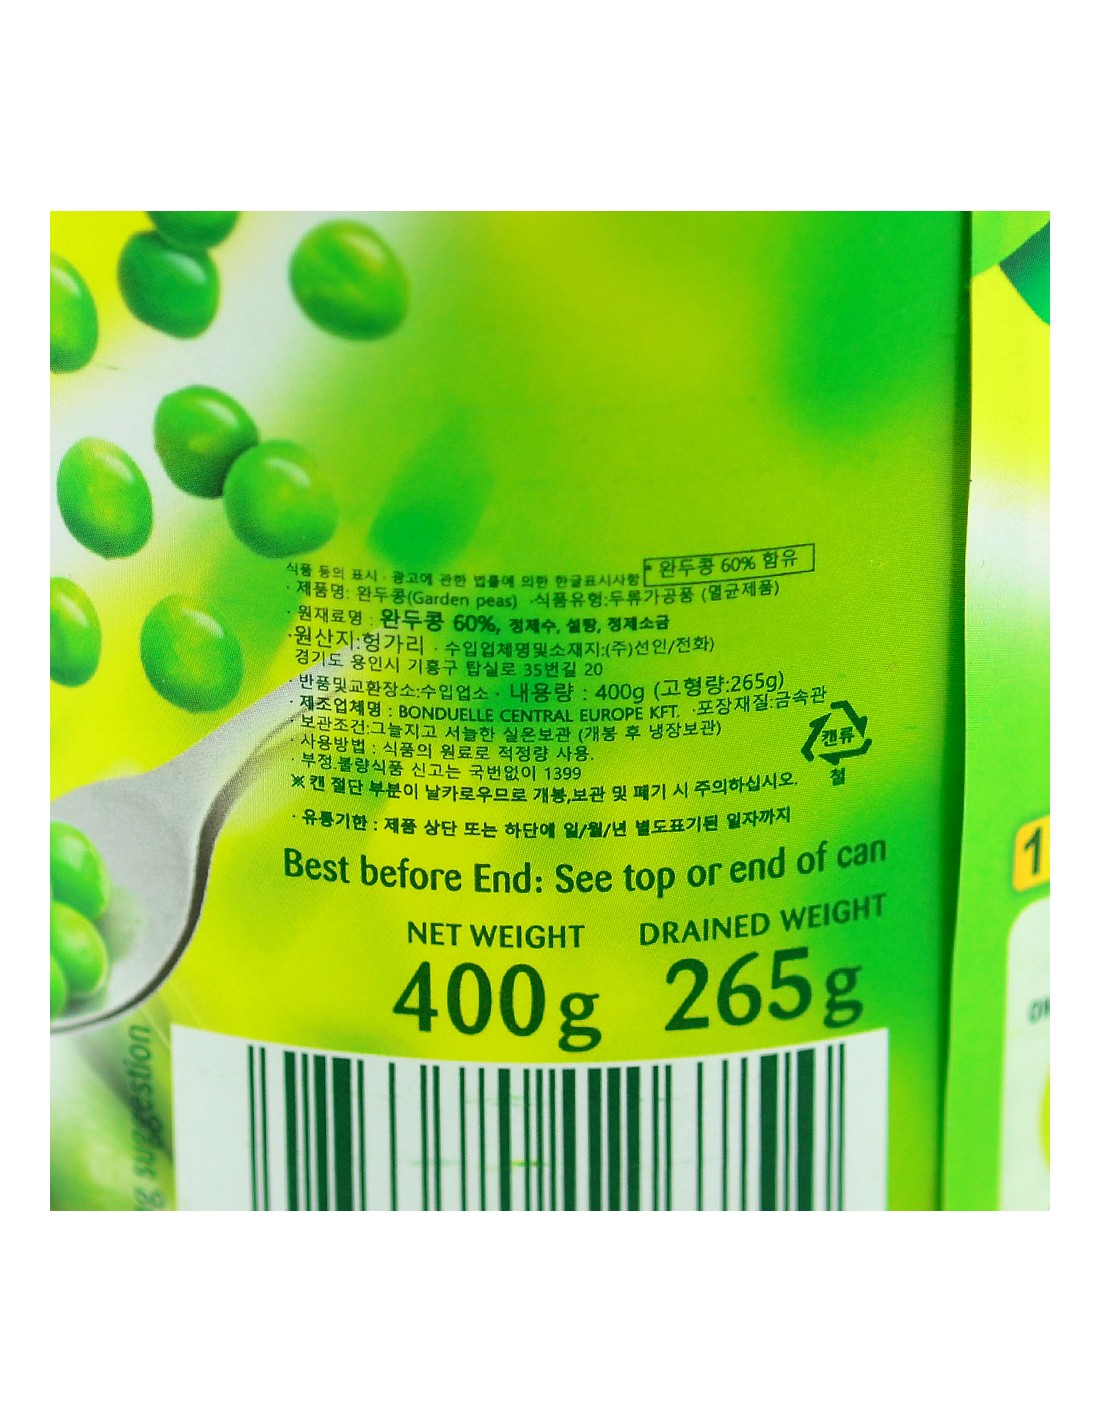 식품 등의 표시 · 광고에 관한 법률에 의한 한글표시사항 * 완두콩 60% 함유
· 제품명: 완두콩(Garden peas) ·식품유형:두류가공품 (멸균제품)
· 원재료명 : 완두콩 60%, 정제수, 설탕, 정제소금
·원산지:헝가리 · 수입업체명및소재지:(주)선인/전화)
경기도 용인시 기흥구 탑실로 35번길 20
· 반품및교환장소:수입업소 · 내용량 : 400g (고형량:265g)
· 제조업체명 : BONDUELLE CENTRAL EUROPE KFT. ·포장재질:금속관
· 보관조건:그늘지고 서늘한 실온보관 (개봉 후 냉장보관)
· 사용방법 : 식품의 원료로 적정량 사용.
· 부정.불량식품 신고는 국번없이 1399
※ 캔 절단 부분이 날카로우므로 개봉,보관 및 폐기 시 주의하십시오.
캔류
철
· 유통기한 : 제품 상단 또는 하단에 일/월/년 별도표기된 일자까지
Best before End: See top or end of can
NET WEIGHT DRAINED WEIGHT
400g 265g
suggestion
1